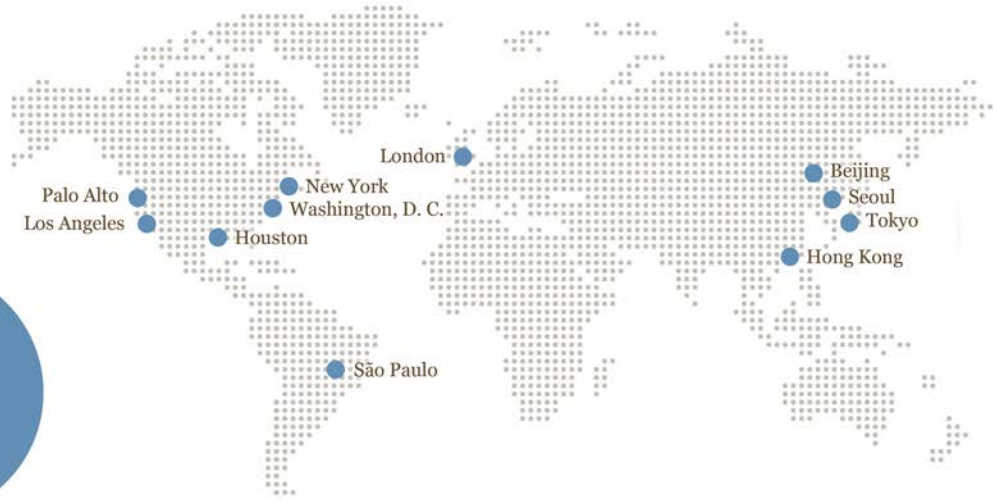 London
Beijing
New York
Palo Alto
Seoul
Washington, D. C.
Tokyo
Los Angeles
Houston
Hong Kong
São Paulo